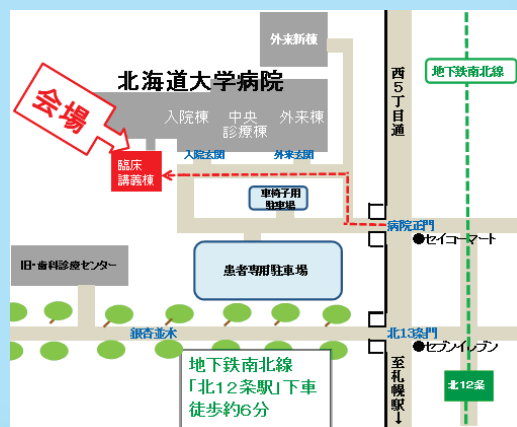 外来新棟
北海道大学病院
会場
入院棟
中央
診療棟
外来棟
入院玄関
外来玄関
臨床
講義棟
車椅子用
駐車場
西5丁目通
地下鉄南北線
病院正門
●セイコーマート
旧・歯科診療センター
患者専用駐車場
銀杏並木
北13条門
●セブンイレブン
地下鉄南北線
「北12条駅」下車
徒歩約6分
至札幌駅↓
北12条